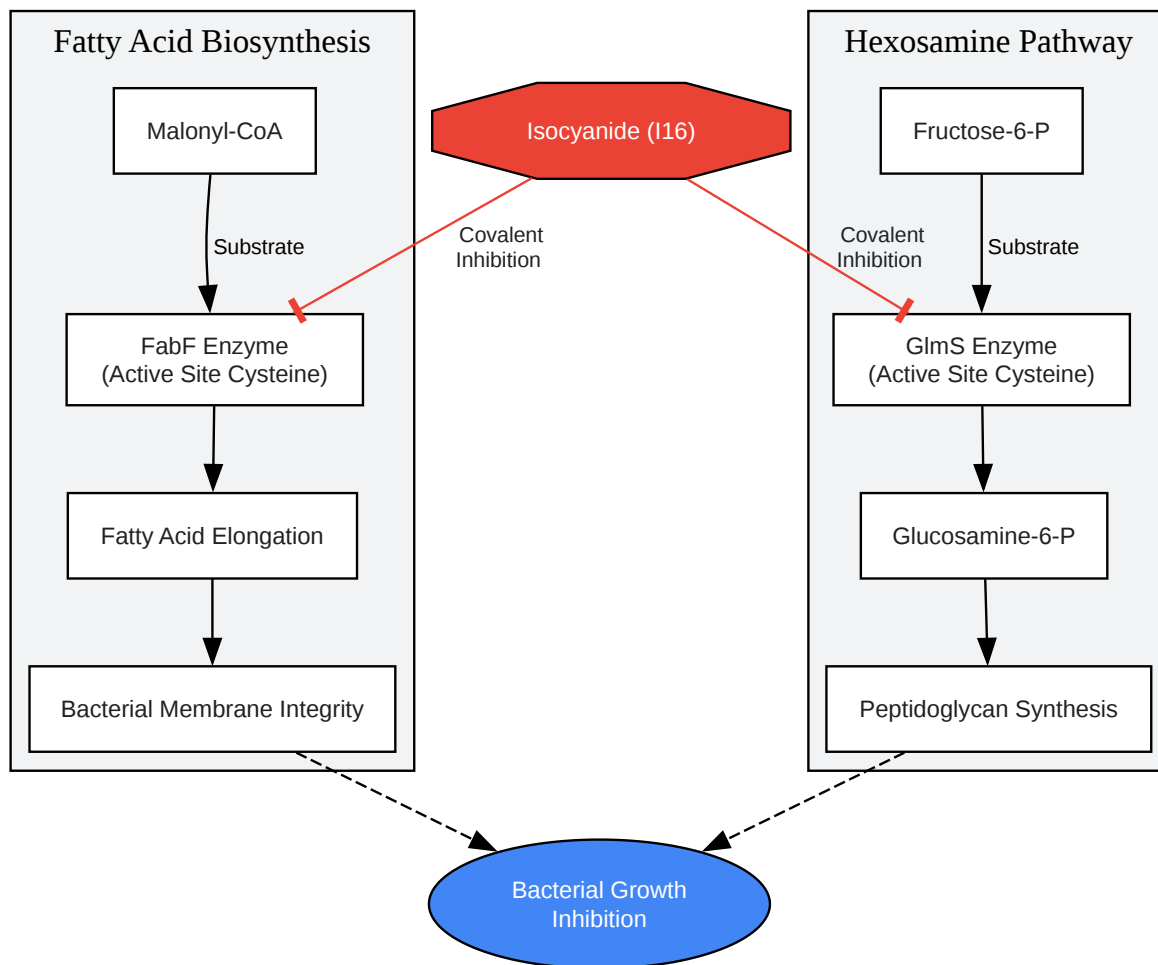 Fatty Acid Biosynthesis
Hexosamine Pathway
Malonyl-CoA
Isocyanide (I16)
Fructose-6-P
Substrate
Covalent
Inhibition
Covalent
Inhibition
Substrate
FabF Enzyme
(Active Site Cysteine)
GlmS Enzyme
(Active Site Cysteine)
Fatty Acid Elongation
Glucosamine-6-P
Bacterial Membrane Integrity
Peptidoglycan Synthesis
Bacterial Growth
Inhibition